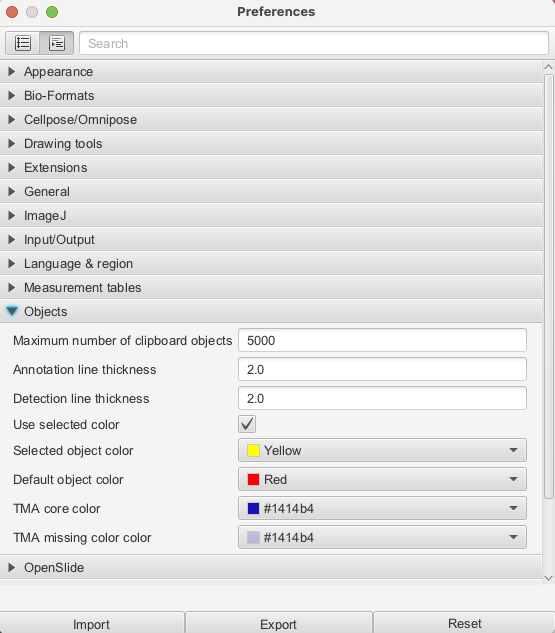 Preferences
Search
Appearance
Bio-Formats
Cellpose/Omnipose
Drawing tools
Extensions
General
ImageJ
Input/Output
Language & region
Measurement tables
Objects
Maximum number of clipboard objects 5000
Annotation line thickness 2.0
Detection line thickness 2.0
Use selected color
Selected object color Yellow
Default object color Red
TMA core color #1414b4
TMA missing color color #1414b4
OpenSlide
Import Export Reset